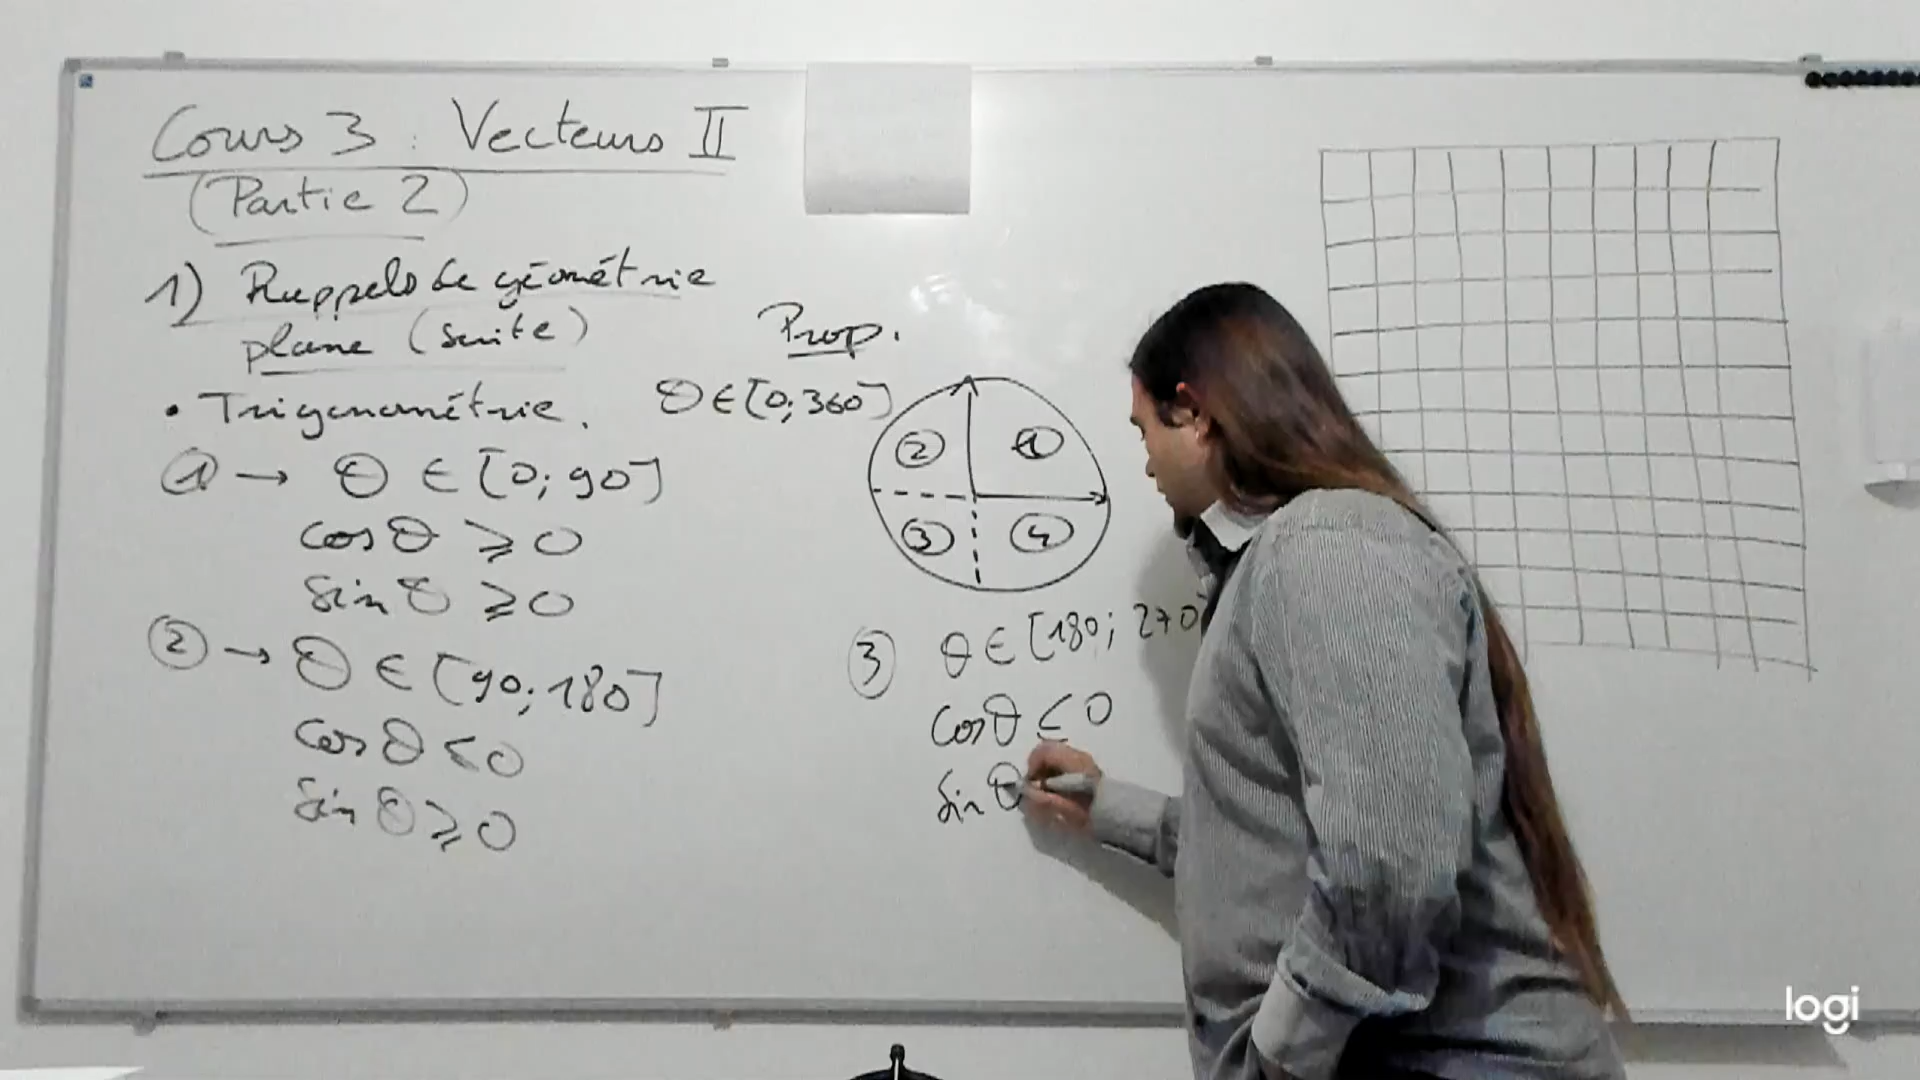 Cours 3 : Vecteurs II
(Partie 2)
1) Rappels de géométrie
plane (suite)
• Trigonométrie.
① → θ ∈ [0; 90]
cos θ ⩾ 0
sin θ ⩾ 0
② → θ ∈ [90; 180]
cos θ < 0
sin θ ⩾ 0
Prop.
θ ∈ [0; 360]
② ①
③ ④
③ θ ∈ [180; 270
cos θ ≤ 0
sin θ
logi